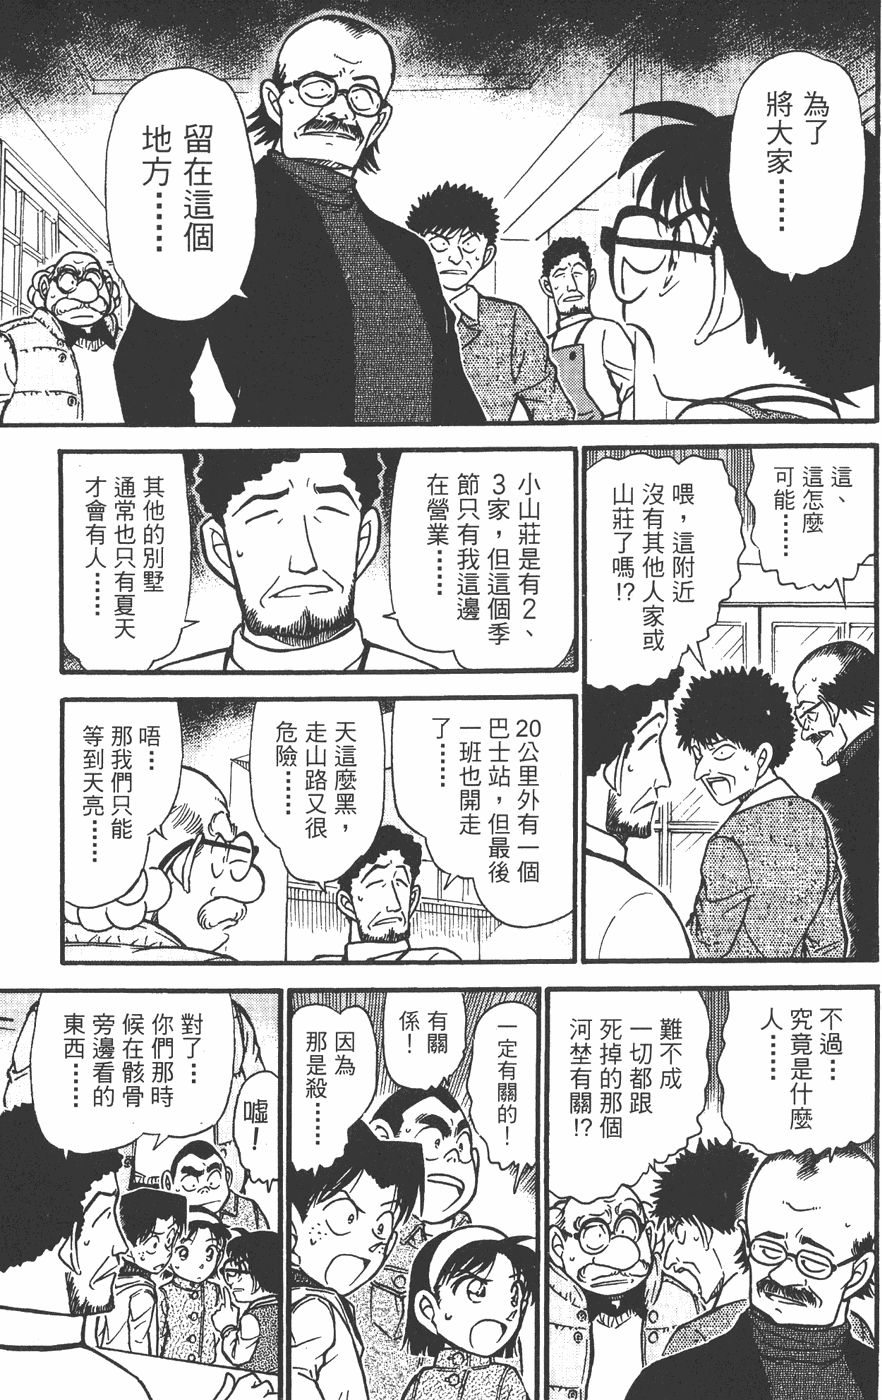 為了
將大家……
留在這個
地方……
這、
這怎麼
可能……
喂，這附近
沒有其他人家或
山莊了嗎!?
小山莊是有2、
3家，但這個季
節只有我這邊
在營業……
其他的別墅
通常也只有夏天
才會有人……
20公里外有一個
巴士站，但最後
一班也開走
了……
天這麼黑，
走山路又很
危險……
唔…
那我們只能
等到天亮……
不過…
究竟是什麼
人……
難不成
一切都跟
死掉的那個
河埜有關!?
一定有關的！
有關
係！
因為
那是殺……
噓！
對了…
你們那時
候在骸骨
旁邊看的
東西……